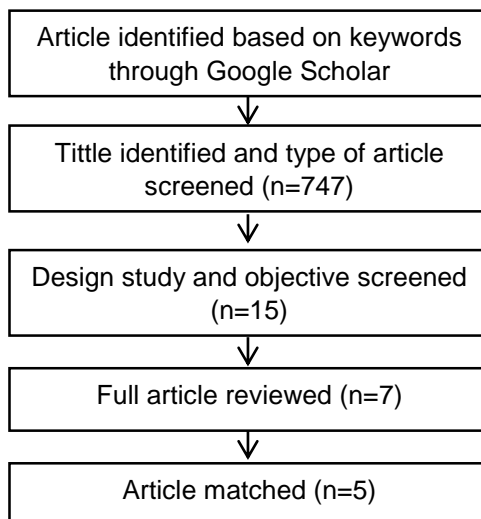 Article identified based on keywords
through Google Scholar
Tittle identified and type of article
screened (n=747)
Design study and objective screened
(n=15)
Full article reviewed (n=7)
Article matched (n=5)